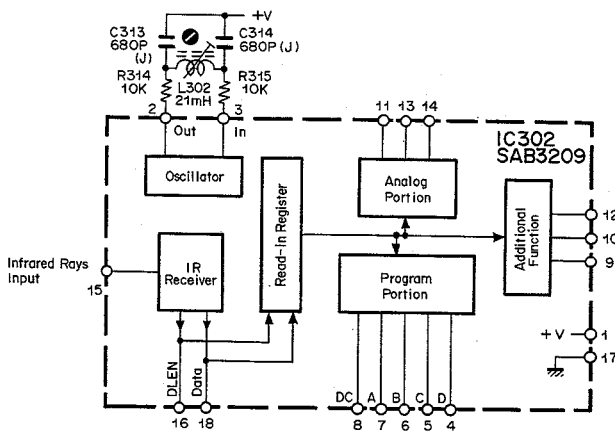 +V
C313
680P
(J)
C314
680P (J)
R314
10K
L302
21mH
R315
10K
2
Out
3
In
11
13
14
IC302
SAB3209
Oscillator
Analog
Portion
Read-In Register
Additional
Function
12
10
9
Infrared Rays
Input
15
IR
Receiver
Program
Portion
+V
1
17
DLEN
Data
16
18
DC
A
B
C
D
8
7
6
5
4